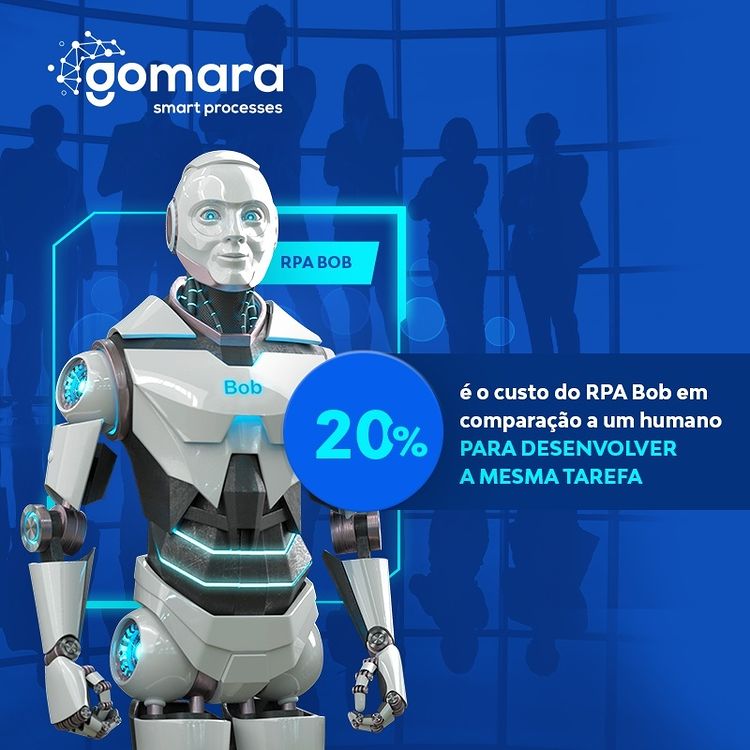 gomara
smart processes
RPA BOB
Bob
20%
é o custo do RPA Bob em
comparação a um humano
PARA DESENVOLVER
A MESMA TAREFA